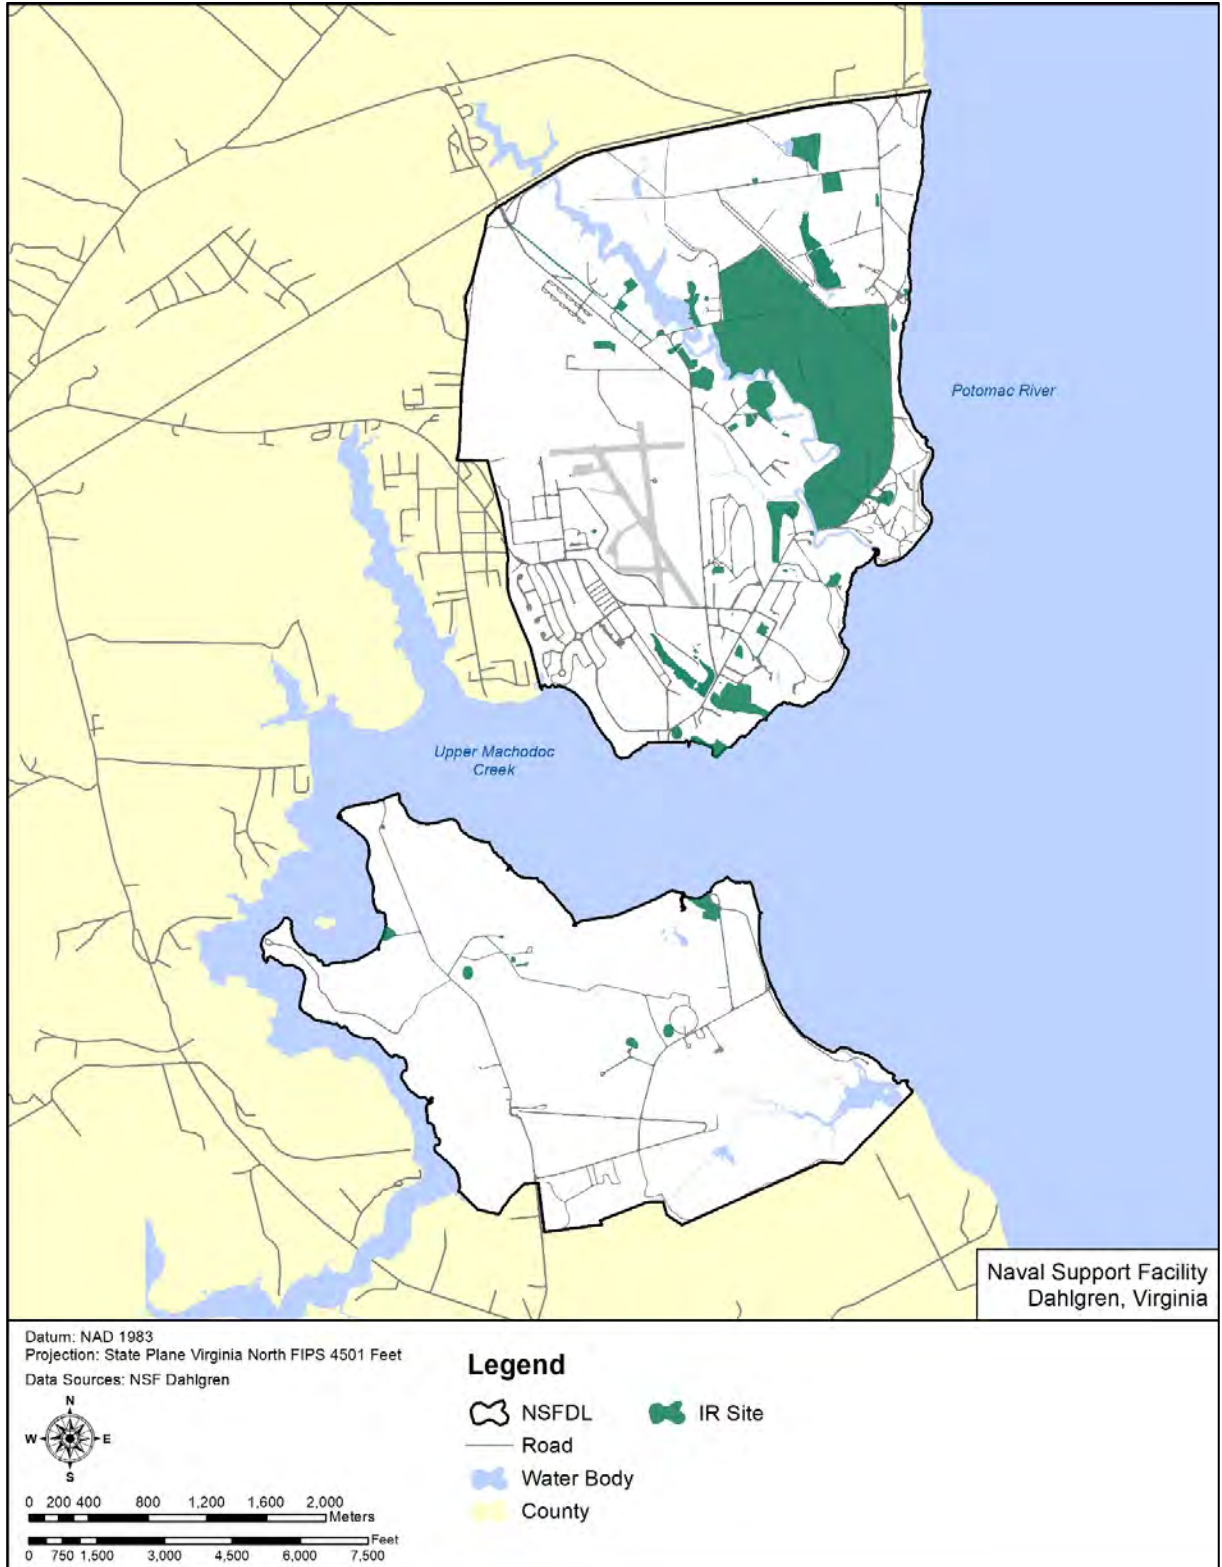 Potomac River
Upper Machodoc
Creek
Naval Support Facility
Dahlgren, Virginia
Datum: NAD 1983
Projection: State Plane Virginia North FIPS 4501 Feet
Data Sources: NSF Dahlgren
N
W
E
S
0 200 400 800 1,200 1,600 2,000
Meters
Feet
0 750 1,500 3,000 4,500 6,000 7,500
Legend
NSFDL
IR Site
Road
Water Body
County